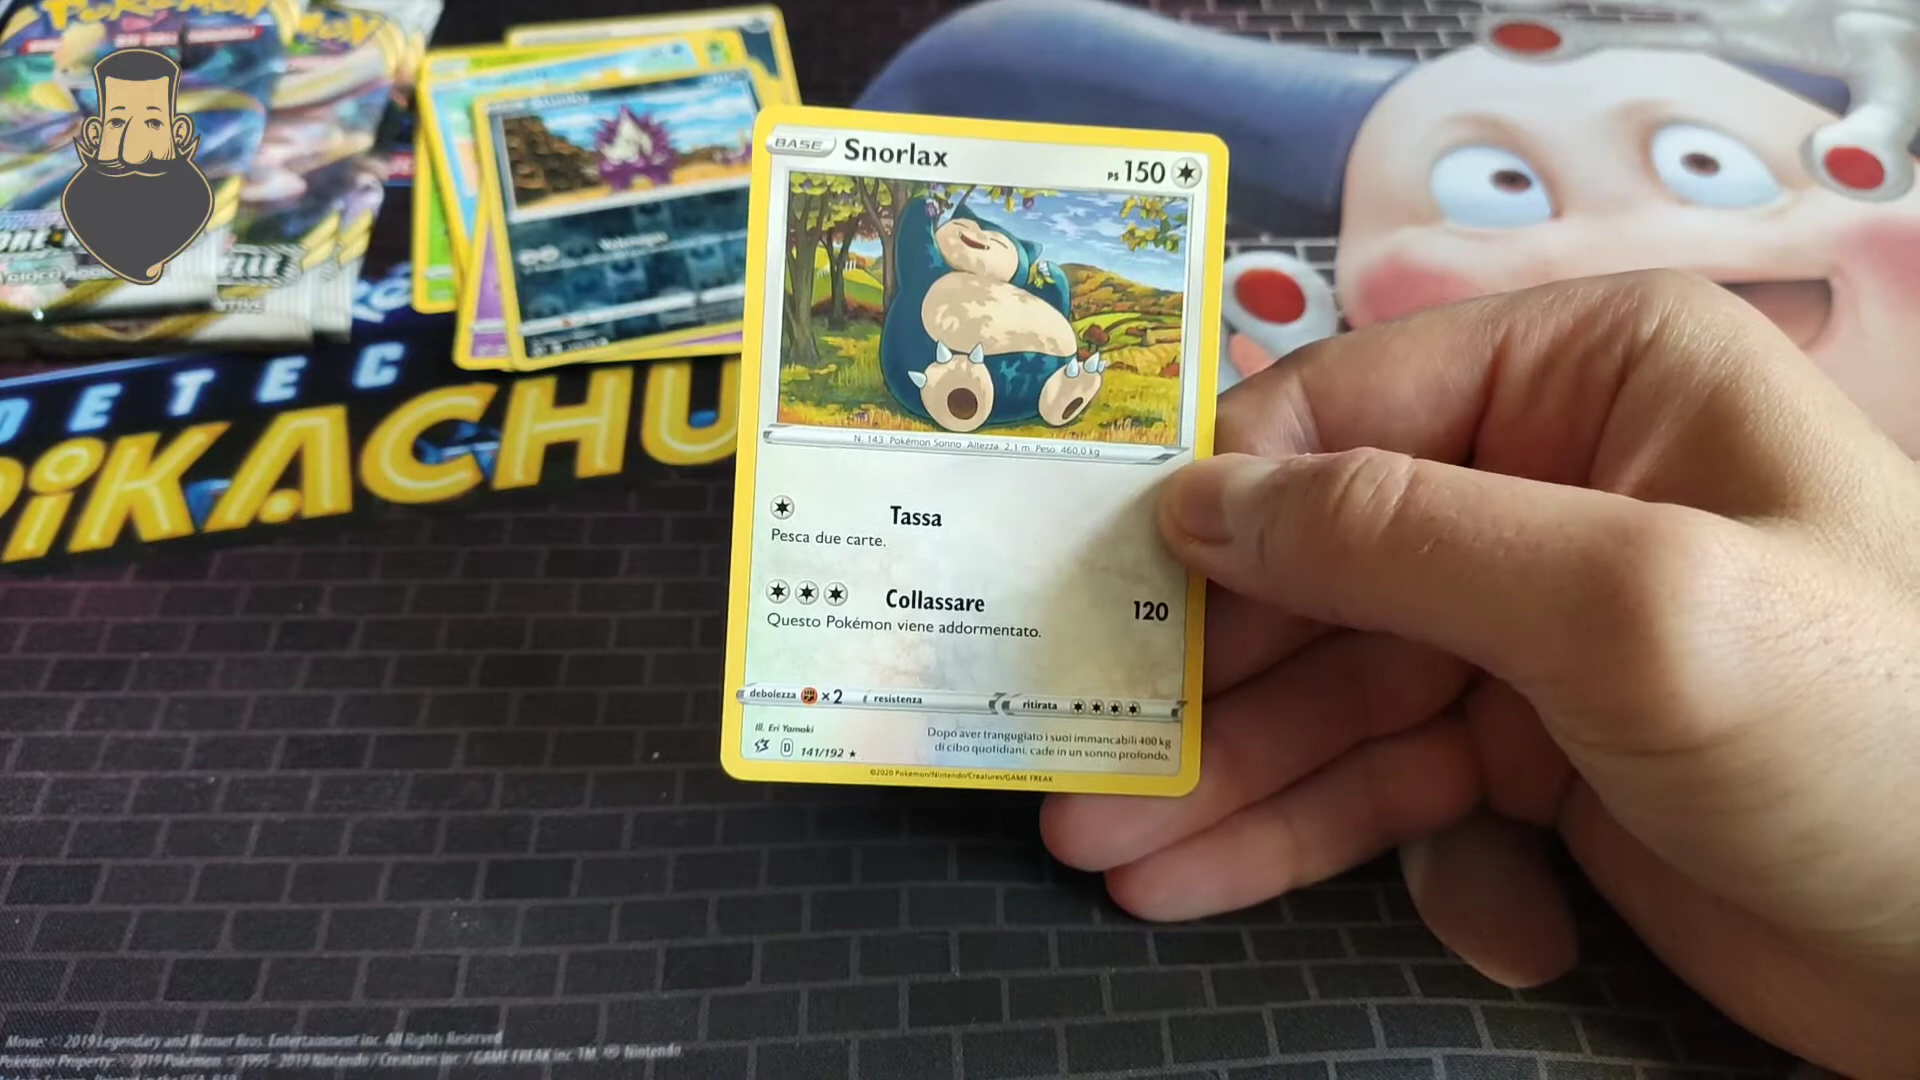 Pokémon
BASE
Snorlax
PS 150
N. 143 Pokémon Sonno Altezza 2,1 m Peso 460,0 kg
Tassa
Pesca due carte.
Collassare
120
Questo Pokémon viene addormentato.
debolezza ×2
resistenza
ritirata
Ill. Eri Yamaki
Dopo aver trangugiato i suoi immancabili 400 kg
di cibo quotidiani, cade in un sonno profondo.
D 141/192 ★
©2020 Pokémon/Nintendo/Creatures/GAME FREAK
DETEC
PIKACHU
Movie: ©2019 Legendary and Warner Bros. Entertainment Inc. All Rights Reserved
Pokémon Property: ©2019 Pokémon. ©1995-2019 Nintendo / Creatures Inc. / GAME FREAK inc. TM, ® Nintendo